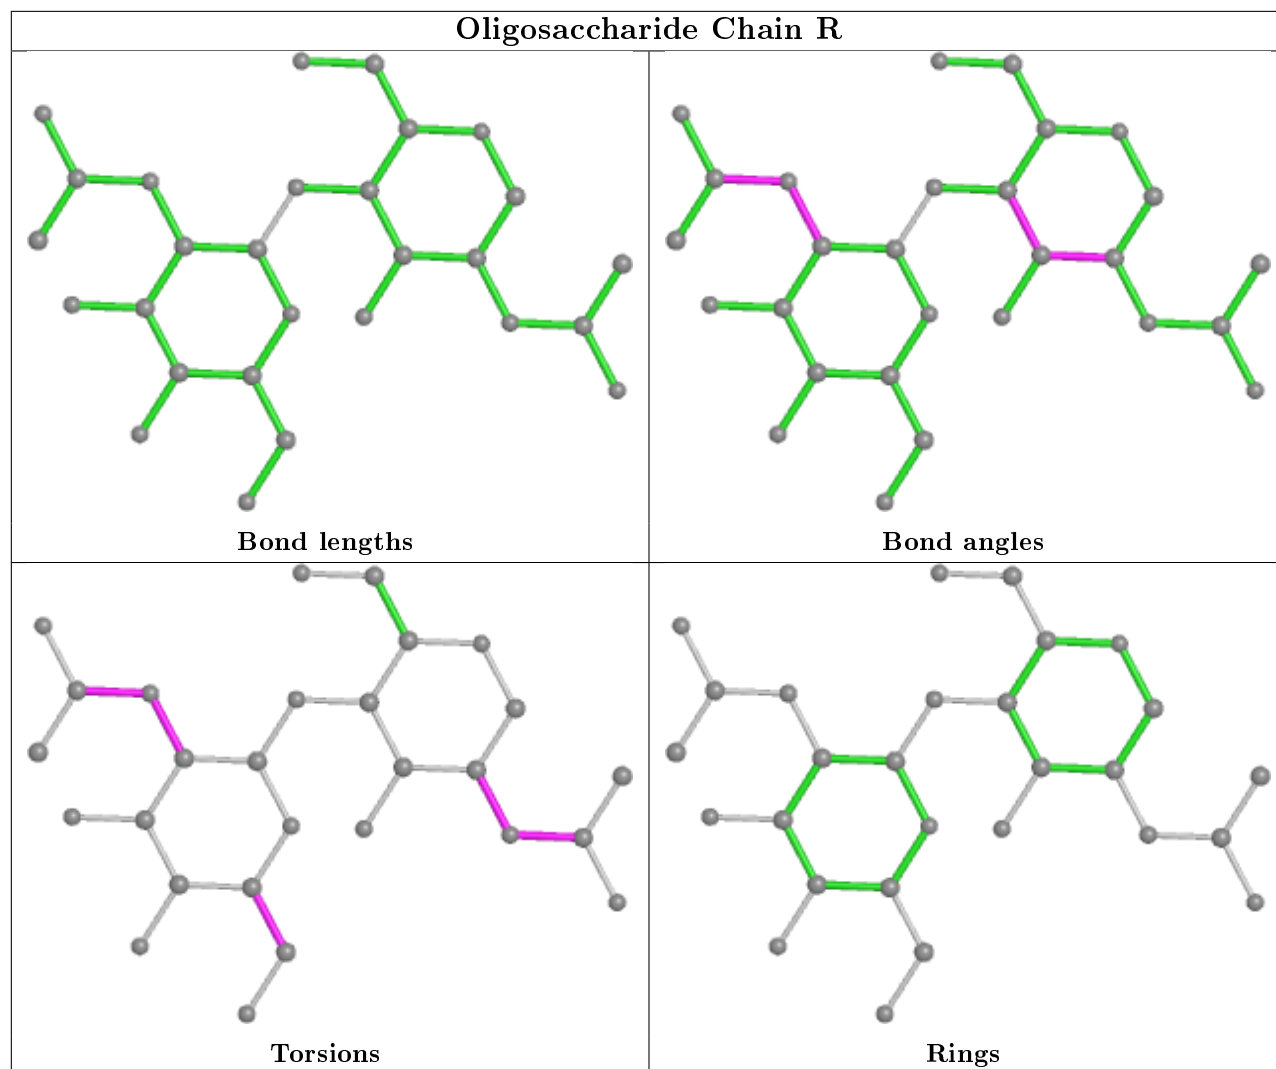 Oligosaccharide Chain R
Bond lengths
Bond angles
Torsions
Rings